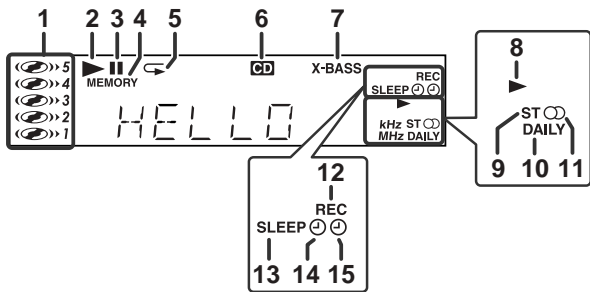 1 2 3 4 5 6 7
5
4
3
2
1
MEMORY
CD
X-BASS
REC
SLEEP
HELLO
kHz ST
MHz DAILY
8
ST
DAILY
9 10 11
12
REC
SLEEP
13 14 15